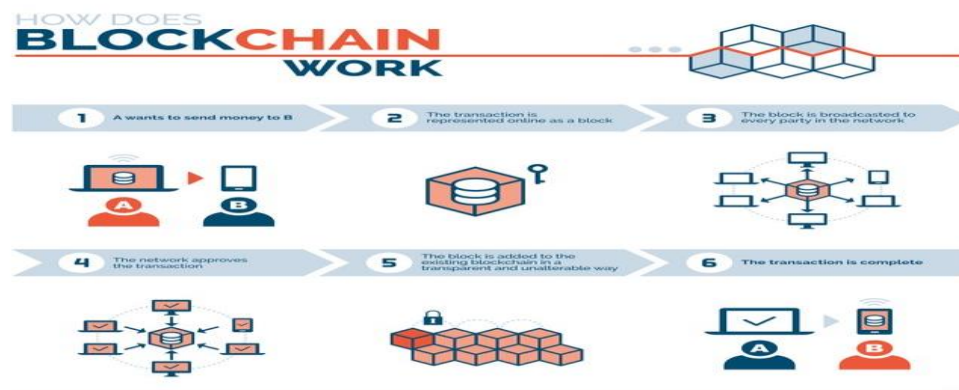 HOW DOES
BLOCKCHAIN
WORK
1 A wants to send money to B
2 The transaction is
represented online as a block
3 The block is broadcasted to
every party in the network
A
B
4 The network approves
the transaction
5 The block is added to the
existing blockchain in a
transparent and unalterable way
6 The transaction is complete
A
B